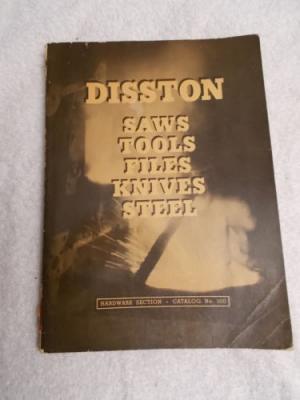 DISSTON
SAWS
TOOLS
FILES
KNIVES
STEEL
HARDWARE SECTION - CATALOG No.